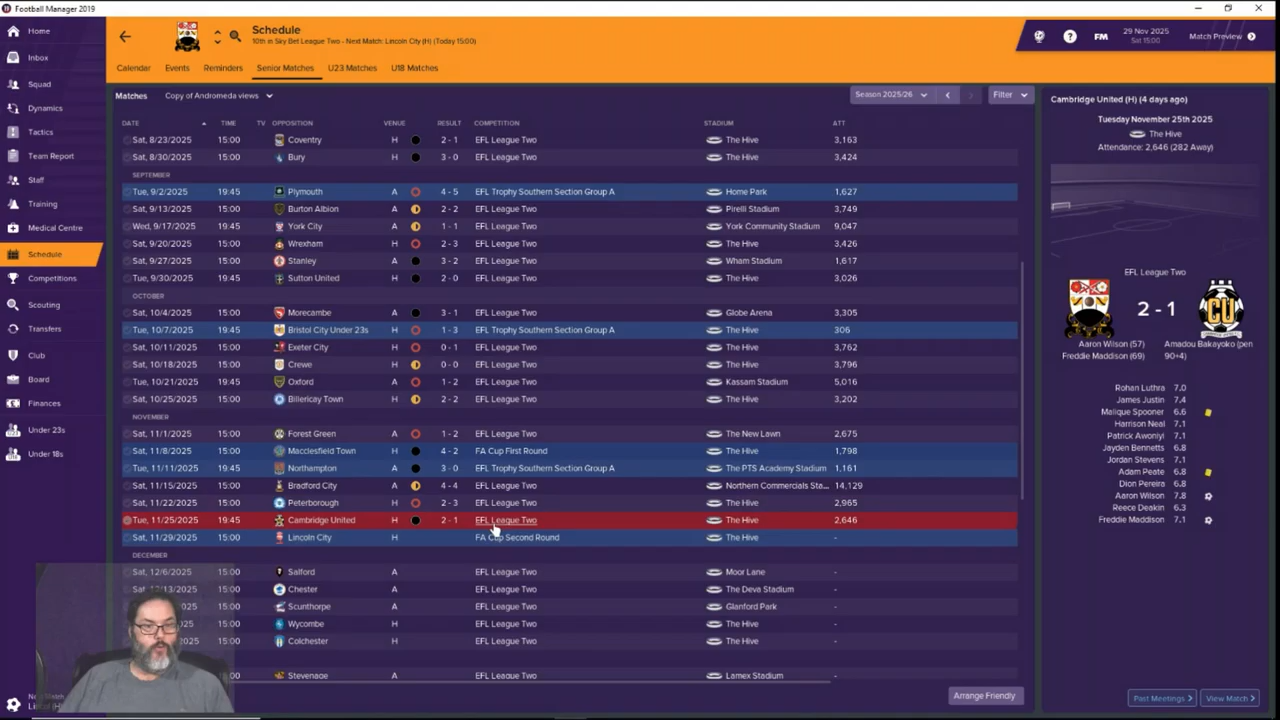 Football Manager 2019
Home
Inbox
Squad
Dynamics
Tactics
Team Report
Staff
Training
Medical Centre
Schedule
Competitions
Scouting
Transfers
Club
Board
Finances
Under 23s
Under 18s
Schedule
10th in Sky Bet League Two - Next Match: Lincoln City (H) (Today 15:00)
FM
29 Nov 2025
Sat 15:00
Match Preview
Calendar Events Reminders Senior Matches U23 Matches U18 Matches
Matches Copy of Andromeda views Season 2025/26 Filter
DATE TIME TV OPPOSITION VENUE RESULT COMPETITION STADIUM ATT
Sat, 8/23/2025 15:00 Coventry H 2 - 1 EFL League Two The Hive 3,163
Sat, 8/30/2025 15:00 Bury H 3 - 0 EFL League Two The Hive 3,424
SEPTEMBER
Tue, 9/2/2025 19:45 Plymouth A 4 - 5 EFL Trophy Southern Section Group A Home Park 1,627
Sat, 9/13/2025 15:00 Burton Albion A 2 - 2 EFL League Two Pirelli Stadium 3,749
Wed, 9/17/2025 19:45 York City A 1 - 1 EFL League Two York Community Stadium 9,047
Sat, 9/20/2025 15:00 Wrexham H 2 - 3 EFL League Two The Hive 3,426
Sat, 9/27/2025 15:00 Stanley A 3 - 2 EFL League Two Wham Stadium 1,617
Tue, 9/30/2025 19:45 Sutton United H 2 - 0 EFL League Two The Hive 3,026
OCTOBER
Sat, 10/4/2025 15:00 Morecambe A 3 - 1 EFL League Two Globe Arena 3,305
Tue, 10/7/2025 19:45 Bristol City Under 23s H 1 - 3 EFL Trophy Southern Section Group A The Hive 306
Sat, 10/11/2025 15:00 Exeter City H 0 - 1 EFL League Two The Hive 3,762
Sat, 10/18/2025 15:00 Crewe H 0 - 0 EFL League Two The Hive 3,796
Tue, 10/21/2025 19:45 Oxford A 1 - 2 EFL League Two Kassam Stadium 5,016
Sat, 10/25/2025 15:00 Billericay Town H 2 - 2 EFL League Two The Hive 3,202
NOVEMBER
Sat, 11/1/2025 15:00 Forest Green A 1 - 2 EFL League Two The New Lawn 2,675
Sat, 11/8/2025 15:00 Macclesfield Town H 4 - 2 FA Cup First Round The Hive 1,798
Tue, 11/11/2025 19:45 Northampton A 3 - 0 EFL Trophy Southern Section Group A The PTS Academy Stadium 1,161
Sat, 11/15/2025 15:00 Bradford City A 4 - 4 EFL League Two Northern Commercials Sta... 14,129
Sat, 11/22/2025 15:00 Peterborough H 2 - 3 EFL League Two The Hive 2,965
Tue, 11/25/2025 19:45 Cambridge United H 2 - 1 EFL League Two The Hive 2,646
Sat, 11/29/2025 15:00 Lincoln City H FA Cup Second Round The Hive -
DECEMBER
Sat, 12/6/2025 15:00 Salford A EFL League Two Moor Lane -
Sat, 12/13/2025 15:00 Chester A EFL League Two The Deva Stadium -
15:00 Scunthorpe A EFL League Two Glanford Park -
15:00 Wycombe H EFL League Two The Hive -
15:00 Colchester H EFL League Two The Hive -
Stevenage A EFL League Two Lamex Stadium -
Arrange Friendly
Cambridge United (H) (4 days ago)
Tuesday November 25th 2025
The Hive
Attendance: 2,646 (282 Away)
EFL League Two
2 - 1
CU
Aaron Wilson (57)
Freddie Maddison (69)
Amadou Bakayoko (pen 90+4)
Rohan Luthra 7.0
James Justin 7.4
Malique Spooner 6.6
Harrison Neal 7.1
Patrick Awoniyi 7.1
Jayden Bennetts 6.8
Jordan Stevens 7.1
Adam Peate 6.8
Dion Pereira 6.8
Aaron Wilson 7.8
Reece Deakin 6.3
Freddie Maddison 7.1
Past Meetings View Match